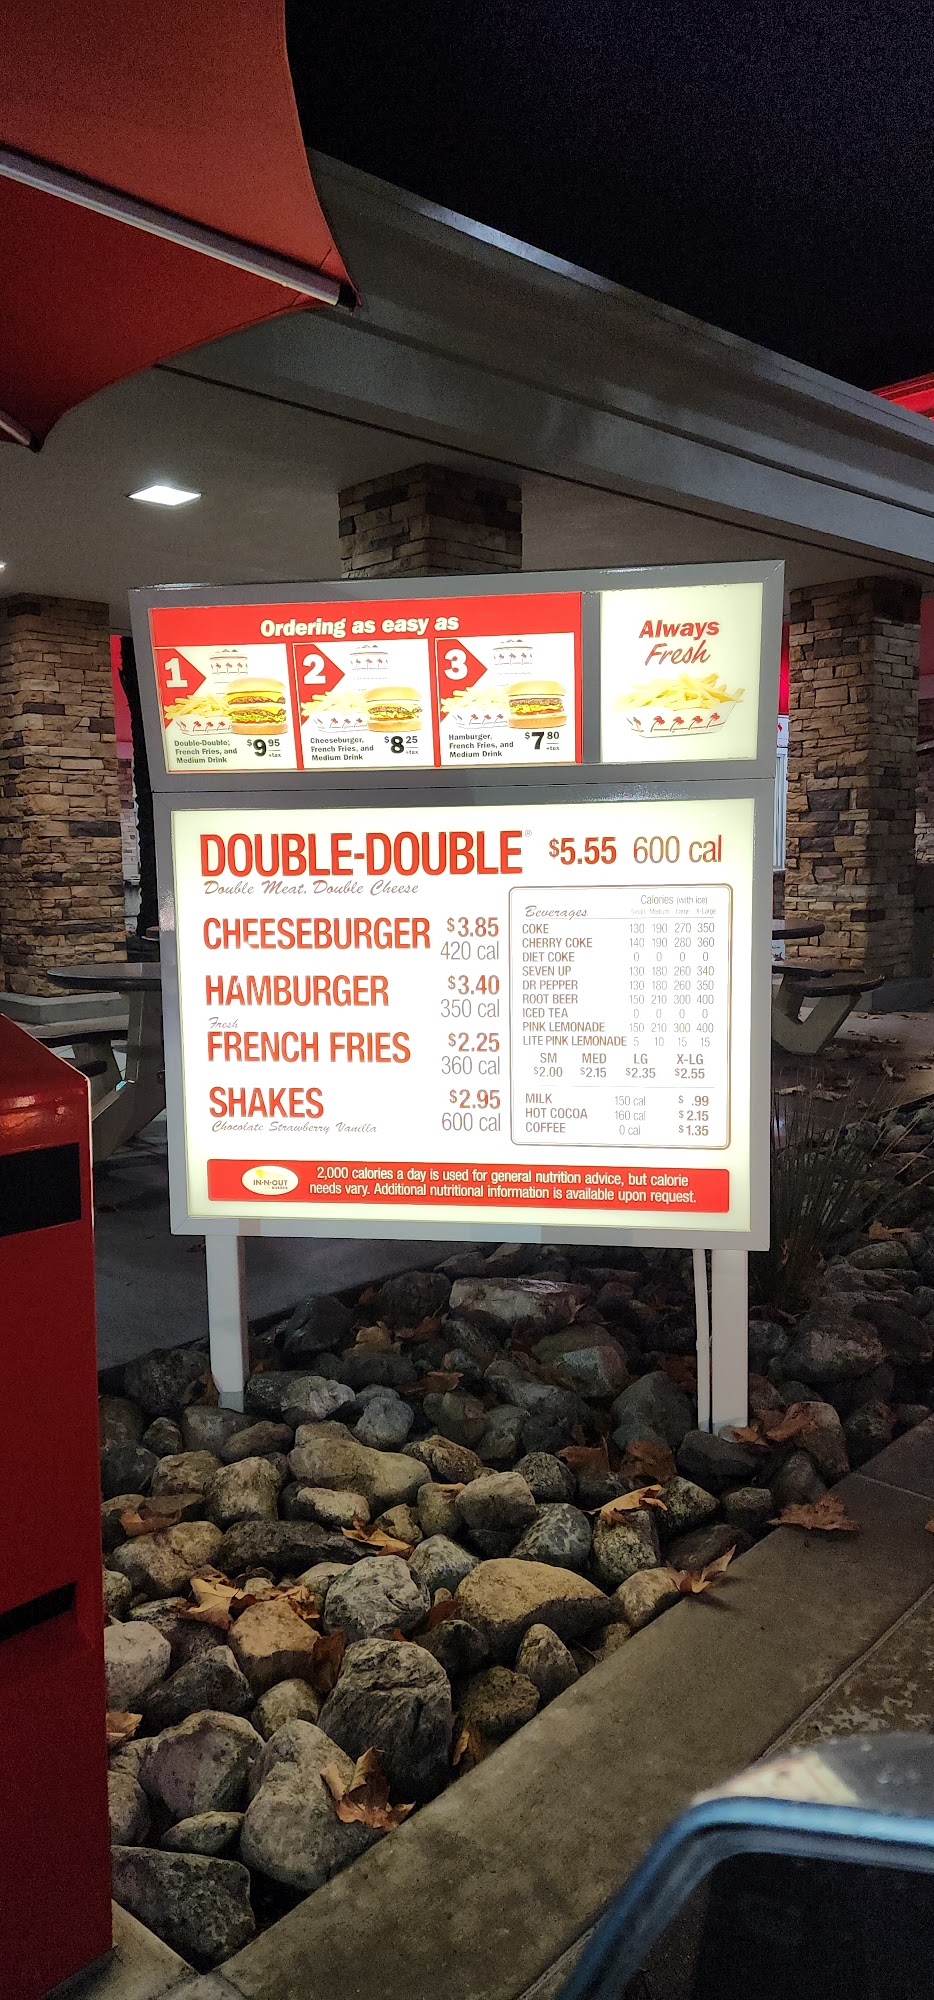 Ordering as easy as
1
Double-Double,
French Fries, and
Medium Drink
$9 95
+tax
2
Cheeseburger,
French Fries, and
Medium Drink
$8 25
+tax
3
Hamburger,
French Fries, and
Medium Drink
$7 80
+tax
Always
Fresh
DOUBLE-DOUBLE® $5.55 600 cal
Double Meat, Double Cheese
CHEESEBURGER $3.85
420 cal
HAMBURGER $3.40
350 cal
Fresh
FRENCH FRIES $2.25
360 cal
SHAKES $2.95
Chocolate Strawberry Vanilla 600 cal
Calories (with ice)
Beverages Small Medium Large X-Large
COKE 130 190 270 350
CHERRY COKE 140 190 280 360
DIET COKE 0 0 0 0
SEVEN UP 130 180 260 340
DR PEPPER 130 180 260 350
ROOT BEER 150 210 300 400
ICED TEA 0 0 0 0
PINK LEMONADE 150 210 300 400
LITE PINK LEMONADE 5 10 15 15
SM MED LG X-LG
$2.00 $2.15 $2.35 $2.55
MILK 150 cal $ .99
HOT COCOA 160 cal $2.15
COFFEE 0 cal $1.35
IN-N-OUT
BURGER
2,000 calories a day is used for general nutrition advice, but calorie
needs vary. Additional nutritional information is available upon request.